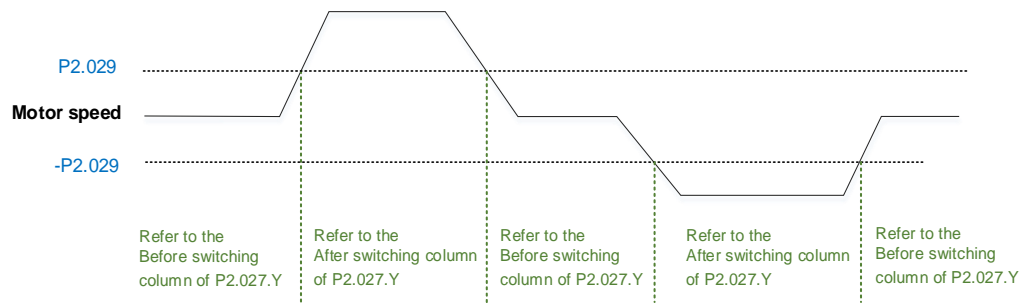 P2.029
Motor speed
-P2.029
Refer to the
Before switching
column of P2.027.Y
Refer to the
After switching column
of P2.027.Y
Refer to the
Before switching
column of P2.027.Y
Refer to the
After switching column
of P2.027.Y
Refer to the
Before switching
column of P2.027.Y